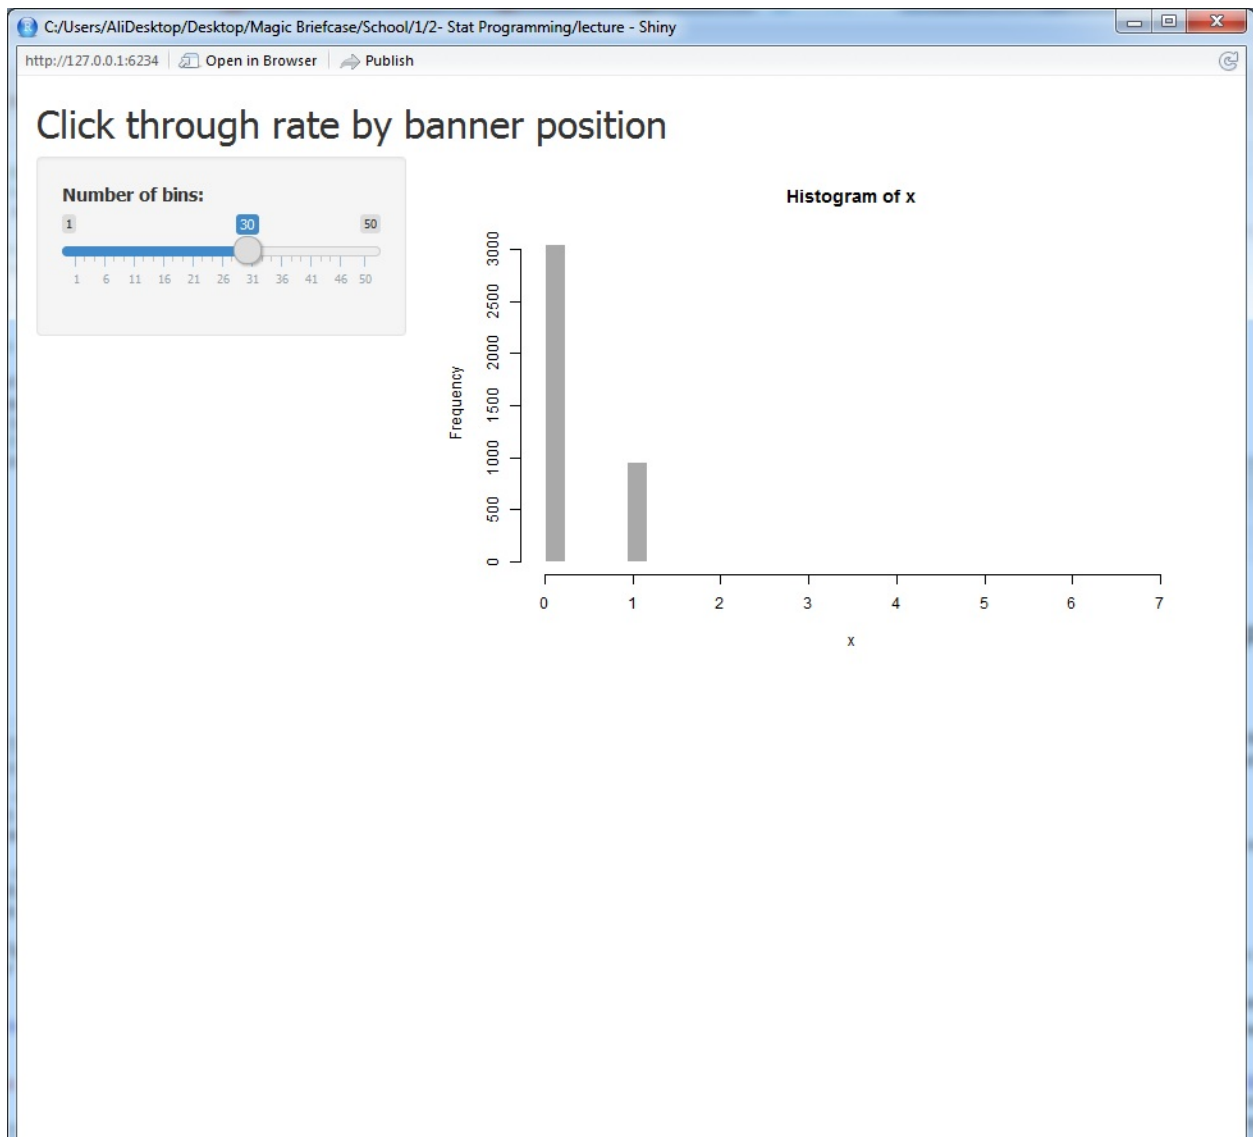 C:/Users/AliDesktop/Desktop/Magic Briefcase/School/1/2- Stat Programming/lecture - Shiny
http://127.0.0.1:6234 Open in Browser Publish
Click through rate by banner position
Number of bins:
1 30 50
1 6 11 16 21 26 31 36 41 46 50
Histogram of x
Frequency
3000
2500
2000
1500
1000
500
0
0 1 2 3 4 5 6 7
x